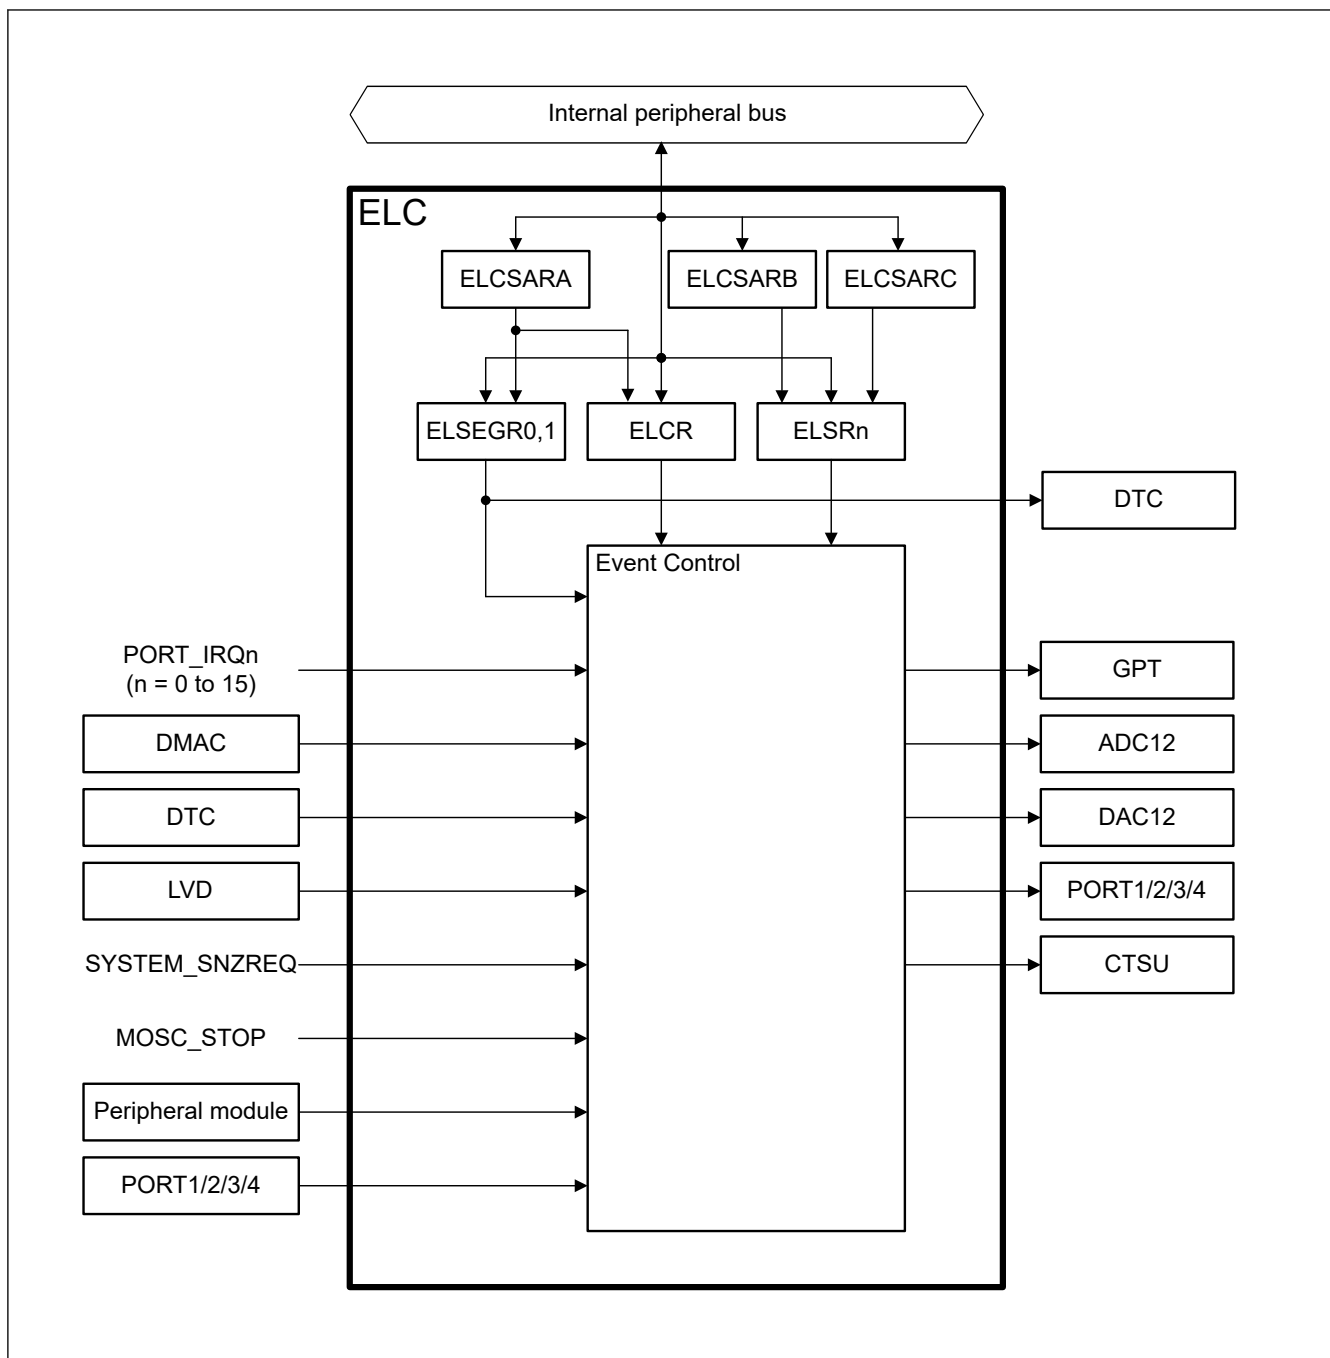 Internal peripheral bus
ELC
ELCSARA
ELCSARB
ELCSARC
ELSEGR0,1
ELCR
ELSRn
DTC
Event Control
PORT_IRQn
(n = 0 to 15)
GPT
DMAC
ADC12
DTC
DAC12
LVD
PORT1/2/3/4
SYSTEM_SNZREQ
CTSU
MOSC_STOP
Peripheral module
PORT1/2/3/4